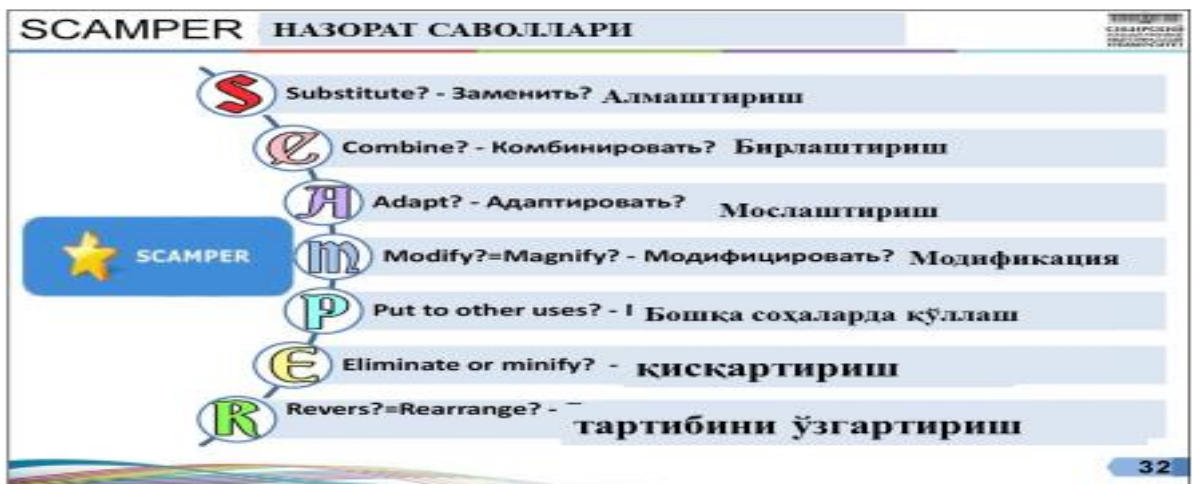 SCAMPER НАЗОРАТ САВОЛЛАРИ
S Substitute? - Заменить? Алмаштириш
C Combine? - Комбинировать? Бирлаштириш
A Adapt? - Адаптировать? Мослаштириш
SCAMPER
M Modify?=Magnify? - Модифицировать? Модификация
P Put to other uses? - Бошқа соҳаларда қўллаш
E Eliminate or minify? - қисқартириш
R Revers?=Rearrange? - тартибини ўзгартириш
32